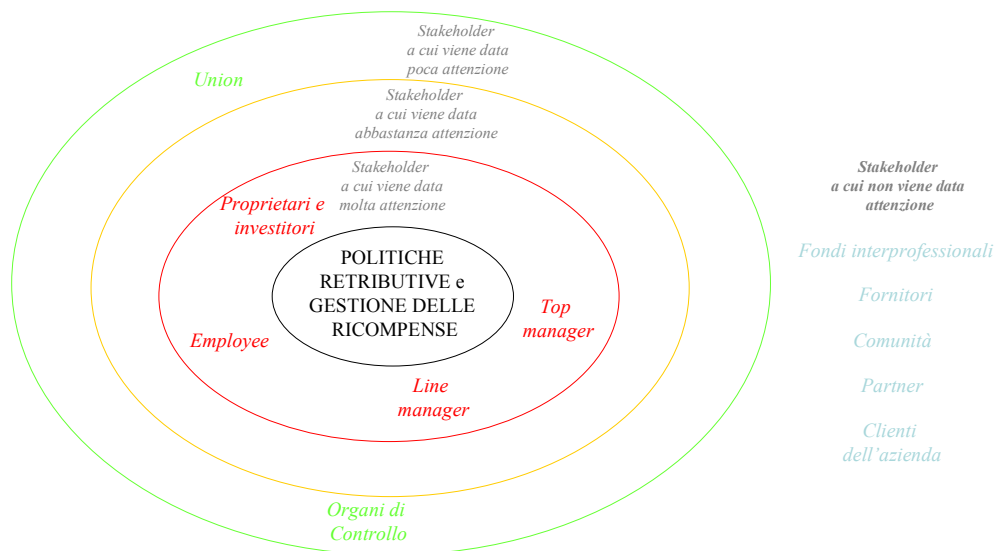 Stakeholder
a cui viene data
poca attenzione
Union
Stakeholder
a cui viene data
abbastanza attenzione
Stakeholder
a cui viene data
molta attenzione
Proprietari e
investitori
POLITICHE
RETRIBUTIVE e
GESTIONE DELLE
RICOMPENSE
Top
manager
Employee
Line
manager
Organi di
Controllo
Stakeholder
a cui non viene data
attenzione
Fondi interprofessionali
Fornitori
Comunità
Partner
Clienti
dell’azienda